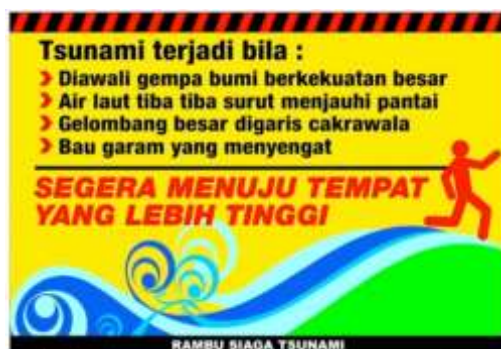 Tsunami terjadi bila :
Diawali gempa bumi berkekuatan besar
Air laut tiba tiba surut menjauhi pantai
Gelombang besar digaris cakrawala
Bau garam yang menyengat
SEGERA MENUJU TEMPAT
YANG LEBIH TINGGI
RAMBU SIAGA TSUNAMI